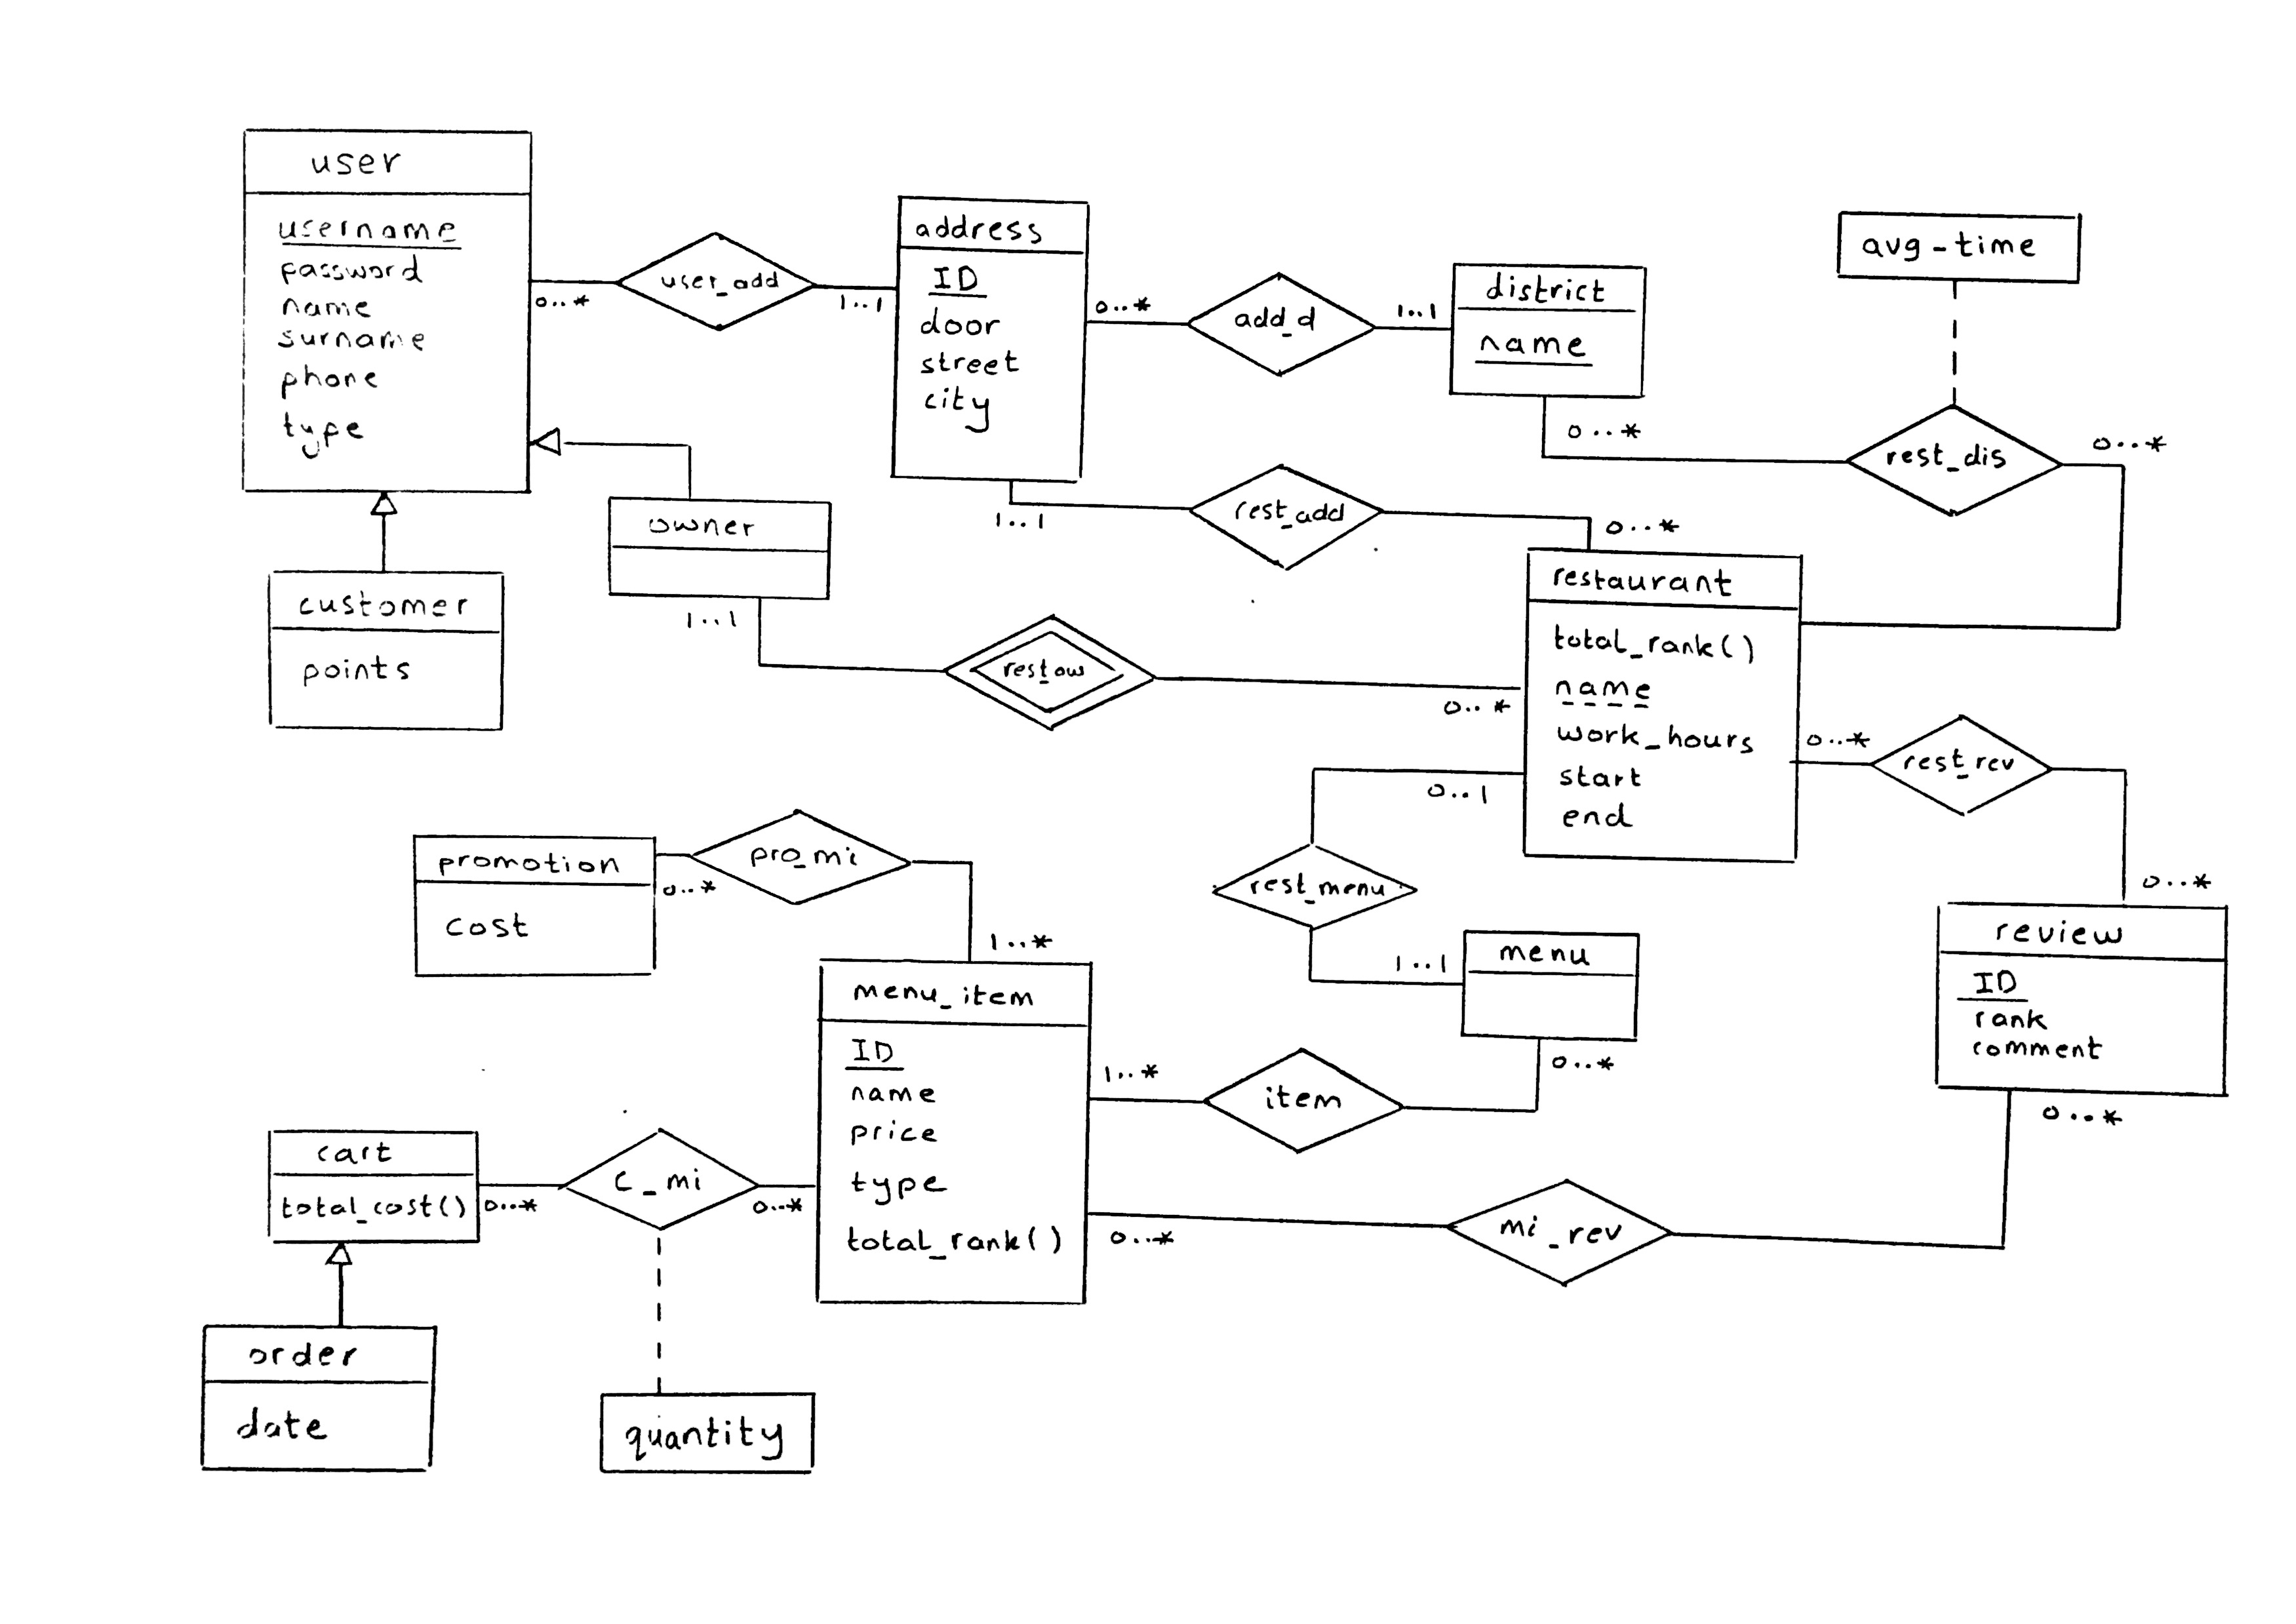 user
username
password
name
surname
phone
type
0..*
user_add
1..1
address
ID
door
street
city
0..*
add_d
1..1
district
name
avg-time
0..*
rest_dis
0..*
1..1
rest_add
0..*
owner
1..1
customer
points
rest_ow
0..*
restaurant
total_rank()
name
work_hours
start
end
0..*
rest_rev
0..*
0..1
rest_menu
1..1
menu
0..*
promotion
cost
0..*
pro_mi
1..*
menu_item
ID
name
price
type
total_rank()
1..*
item
review
ID
rank
comment
0..*
0..*
mi_rev
cart
total_cost()
0..*
c_mi
0..*
order
date
quantity